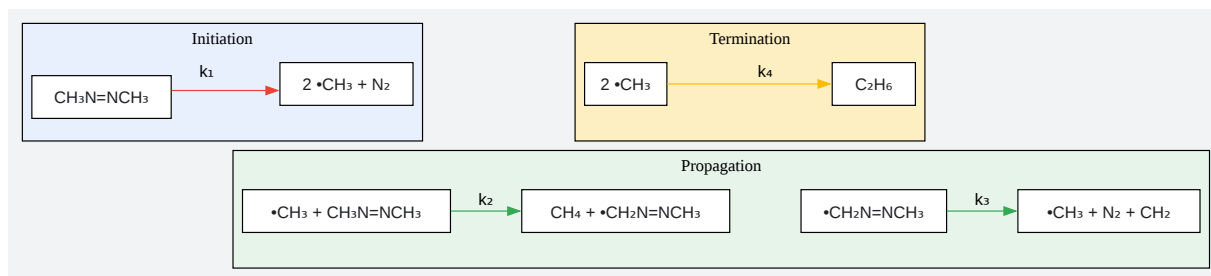 Initiation
k₁
CH₃N=NCH₃
2 •CH₃ + N₂
Termination
k₄
2 •CH₃
C₂H₆
Propagation
k₂
k₃
•CH₃ + CH₃N=NCH₃
CH₄ + •CH₂N=NCH₃
•CH₂N=NCH₃
•CH₃ + N₂ + CH₂